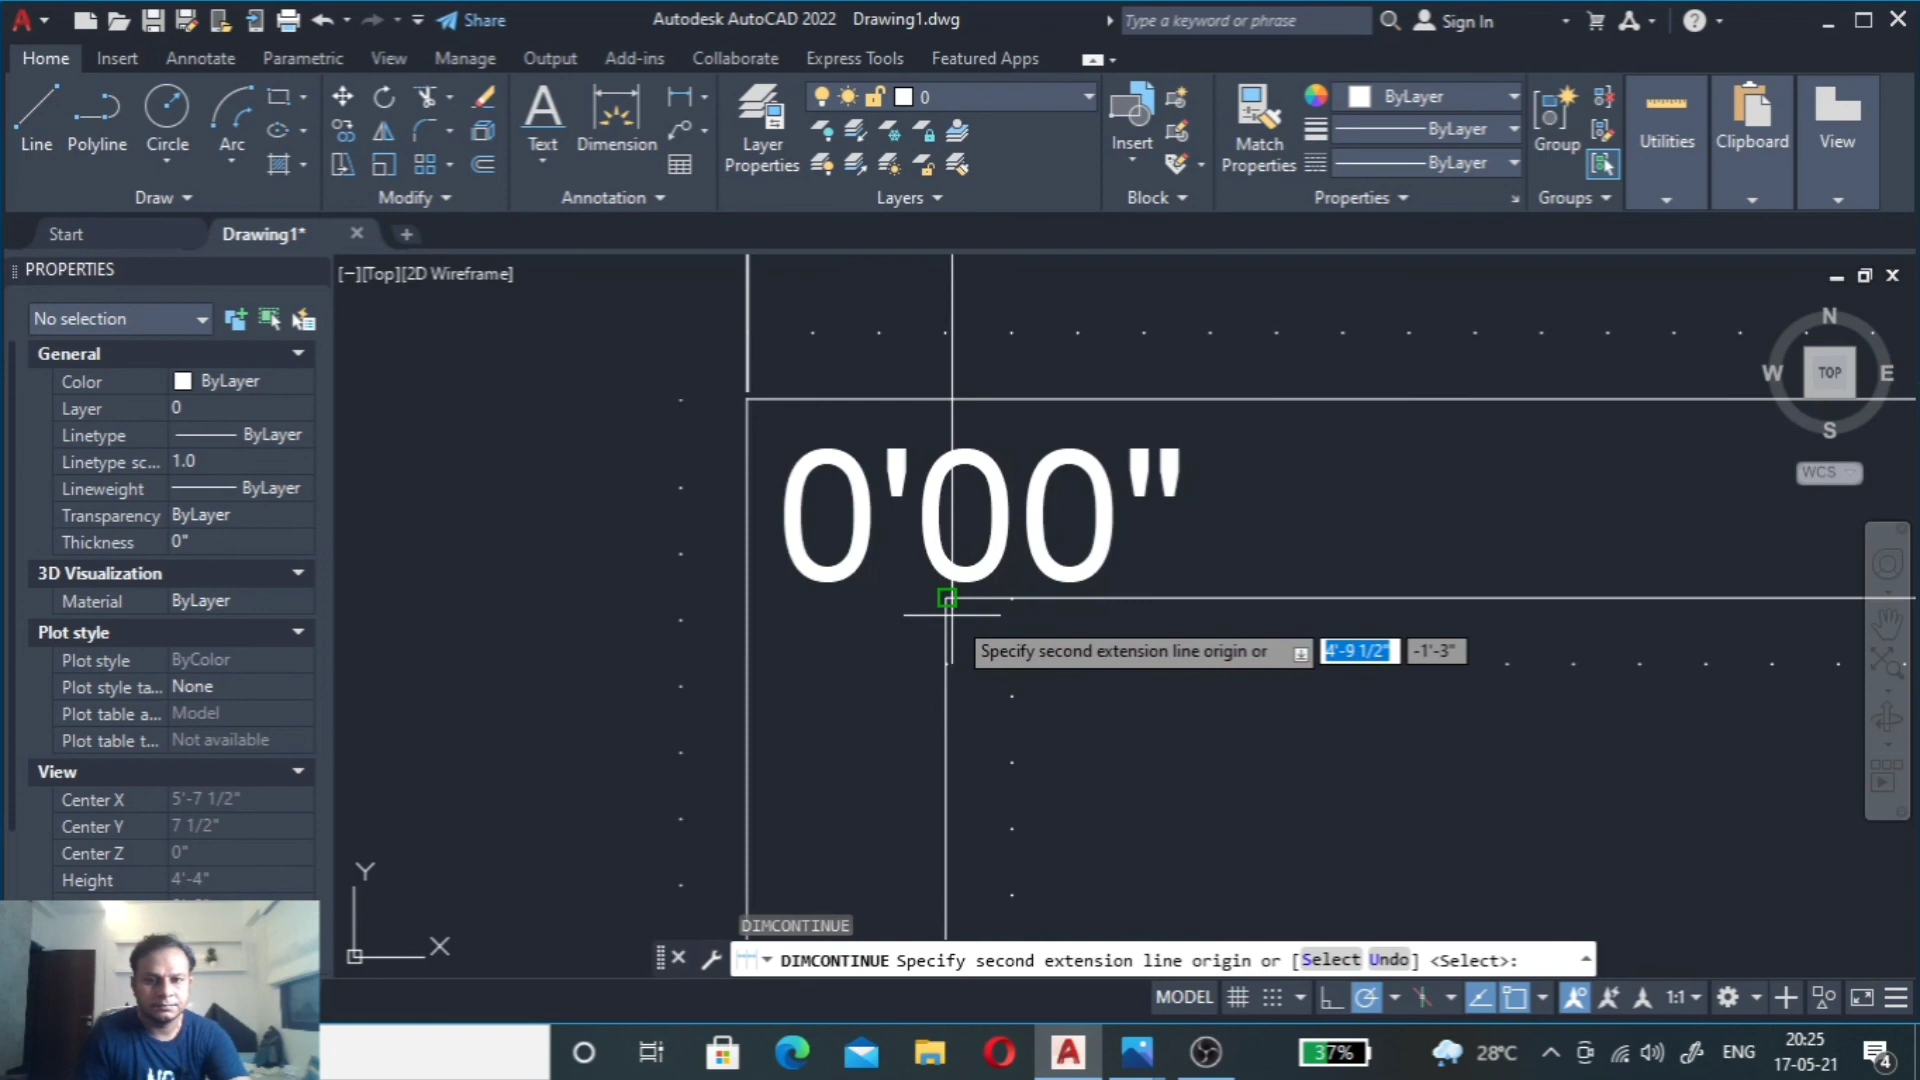 Share
Autodesk AutoCAD 2022 Drawing1.dwg
Type a keyword or phrase
Sign In
Home Insert Annotate Parametric View Manage Output Add-ins Collaborate Express Tools Featured Apps
Line Polyline Circle Arc
Draw
Modify
Text Dimension
Annotation
Layer Properties
0
Layers
Insert
Block
Match Properties
ByLayer
ByLayer
ByLayer
Properties
Group
Groups
Utilities
Clipboard
View
Start
Drawing1*
PROPERTIES
No selection
General
Color ByLayer
Layer 0
Linetype ByLayer
Linetype sc... 1.0
Lineweight ByLayer
Transparency ByLayer
Thickness 0"
3D Visualization
Material ByLayer
Plot style
Plot style ByColor
Plot style ta... None
Plot table a... Model
Plot table t... Not available
View
Center X 5'-7 1/2"
Center Y 7 1/2"
Center Z 0"
Height 4'-4"
[−][Top][2D Wireframe]
N
W TOP E
S
WCS
0'00"
Specify second extension line origin or 4'-9 1/2" -1'-3"
Y
X
DIMCONTINUE
DIMCONTINUE Specify second extension line origin or [Select Undo] <Select>:
MODEL
1:1
37%
28°C
ENG
20:25
17-05-21
4